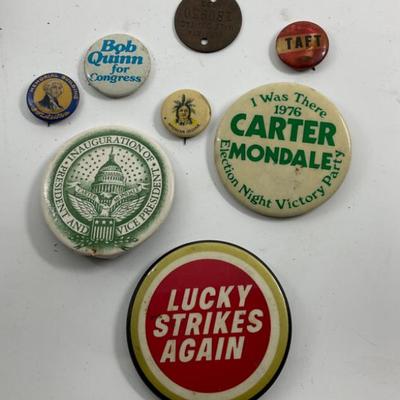 Bob
Quinn
for
Congress
TAFT
I Was There
1976
CARTER
MONDALE
Election Night Victory Party
INAUGURATION OF
PRESIDENT AND
VICE PRESIDENT
LUCKY
STRIKES
AGAIN